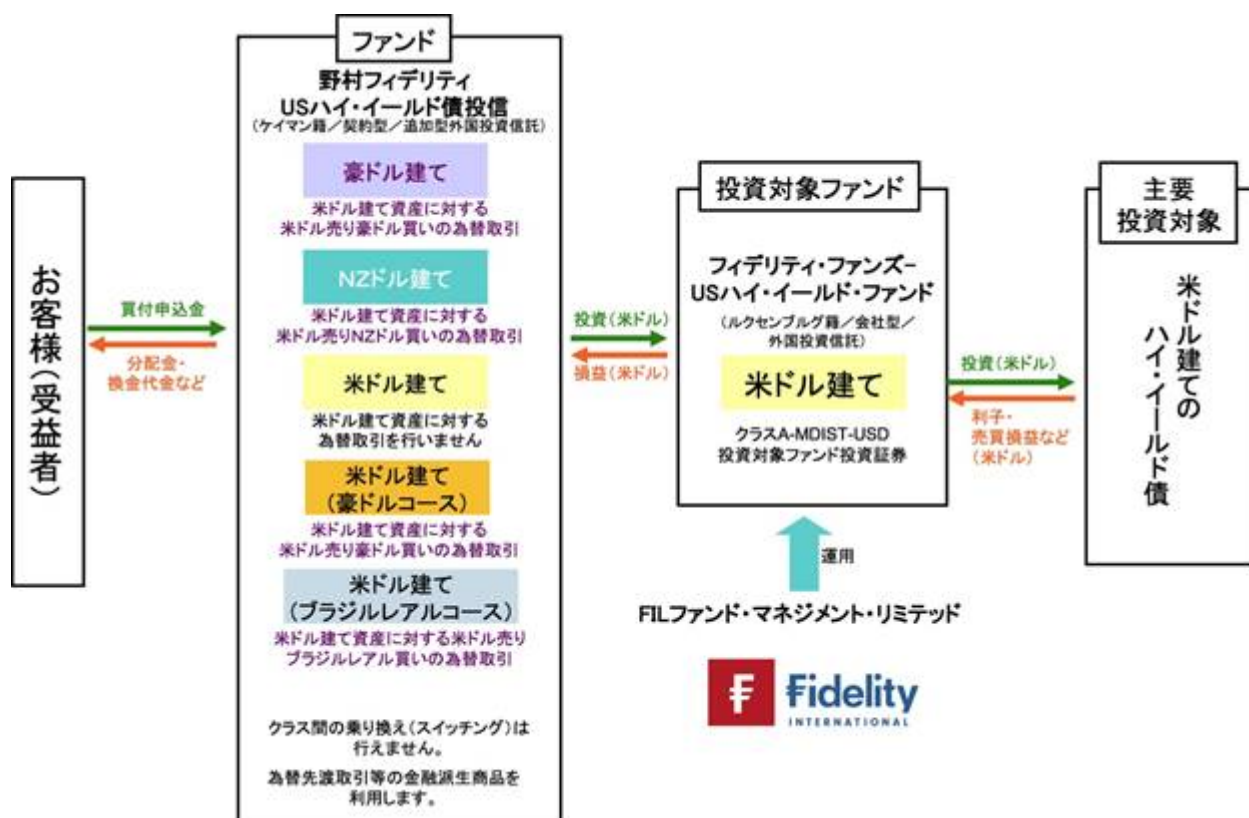 お客様(受益者)
買付申込金
分配金・
換金代金など
ファンド
野村フィデリティ
USハイ・イールド債投信
(ケイマン籍/契約型/追加型外国投資信託)
豪ドル建て
米ドル建て資産に対する
米ドル売り豪ドル買いの為替取引
NZドル建て
米ドル建て資産に対する
米ドル売りNZドル買いの為替取引
米ドル建て
米ドル建て資産に対する
為替取引を行いません
米ドル建て
(豪ドルコース)
米ドル建て資産に対する
米ドル売り豪ドル買いの為替取引
米ドル建て
(ブラジルレアルコース)
米ドル建て資産に対する米ドル売り
ブラジルレアル買いの為替取引
クラス間の乗り換え(スイッチング)は
行えません。
為替先渡取引等の金融派生商品を
利用します。
投資(米ドル)
損益(米ドル)
投資対象ファンド
フィデリティ・ファンズ-
USハイ・イールド・ファンド
(ルクセンブルグ籍/会社型/
外国投資信託)
米ドル建て
クラスA-MDIST-USD
投資対象ファンド投資証券
運用
FILファンド・マネジメント・リミテッド
Fidelity
INTERNATIONAL
投資(米ドル)
利子・
売買損益など
(米ドル)
主要
投資対象
米ドル建ての
ハイ・イールド債